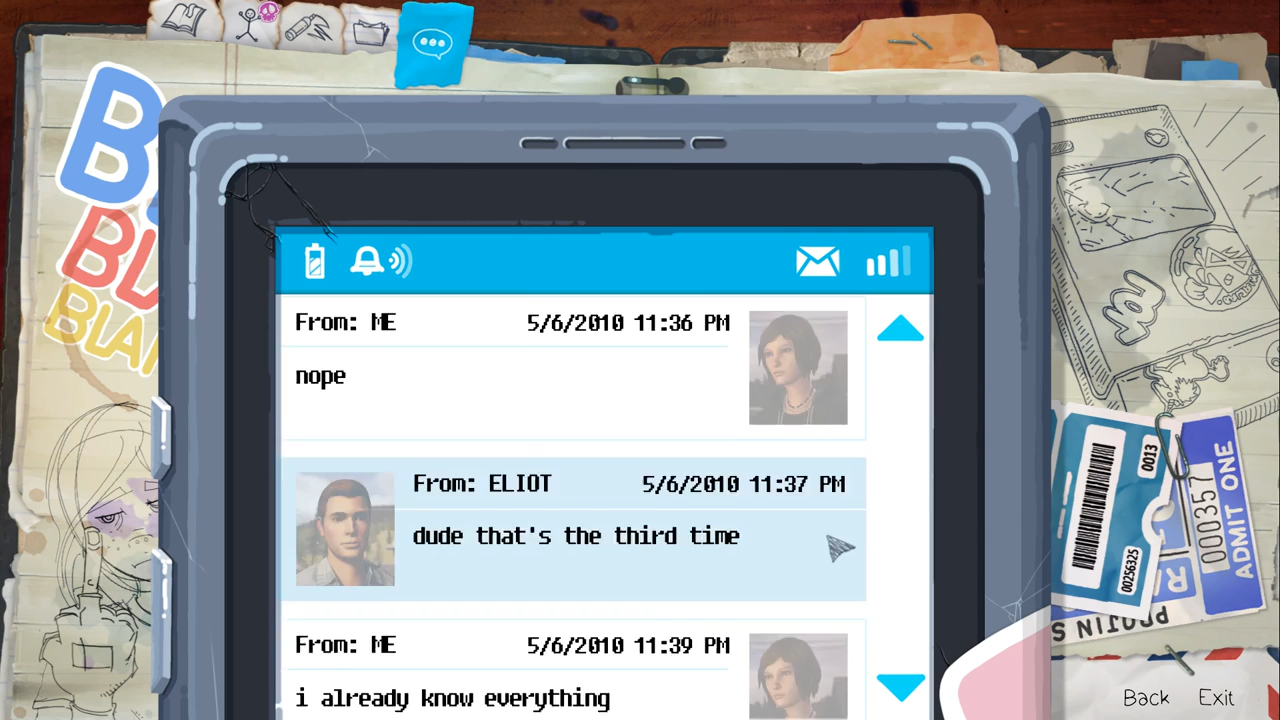 From: ME 5/6/2010 11:36 PM
nope
From: ELIOT 5/6/2010 11:37 PM
dude that's the third time
From: ME 5/6/2010 11:39 PM
i already know everything
0013
00256325
000357
ADMIT ONE
Back Exit